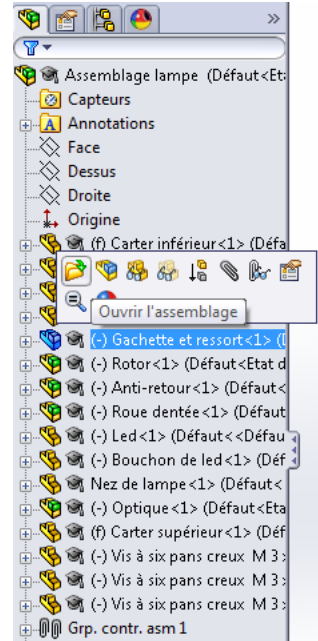 »
Assemblage lampe (Défaut<Et
Capteurs
Annotations
Face
Dessus
Droite
Origine
(f) Carter inférieur<1> (Défa
Ouvrir l'assemblage
(-) Gachette et ressort<1> (
(-) Rotor<1> (Défaut<Etat d
(-) Anti-retour<1> (Défaut<
(-) Roue dentée<1> (Défaut
(-) Led<1> (Défaut<<Défau
(-) Bouchon de led<1> (Déf
Nez de lampe<1> (Défaut<
(-) Optique<1> (Défaut<Eta
(f) Carter supérieur<1> (Déf
(-) Vis à six pans creux M 3
(-) Vis à six pans creux M 3
(-) Vis à six pans creux M 3
Grp. contr. asm 1